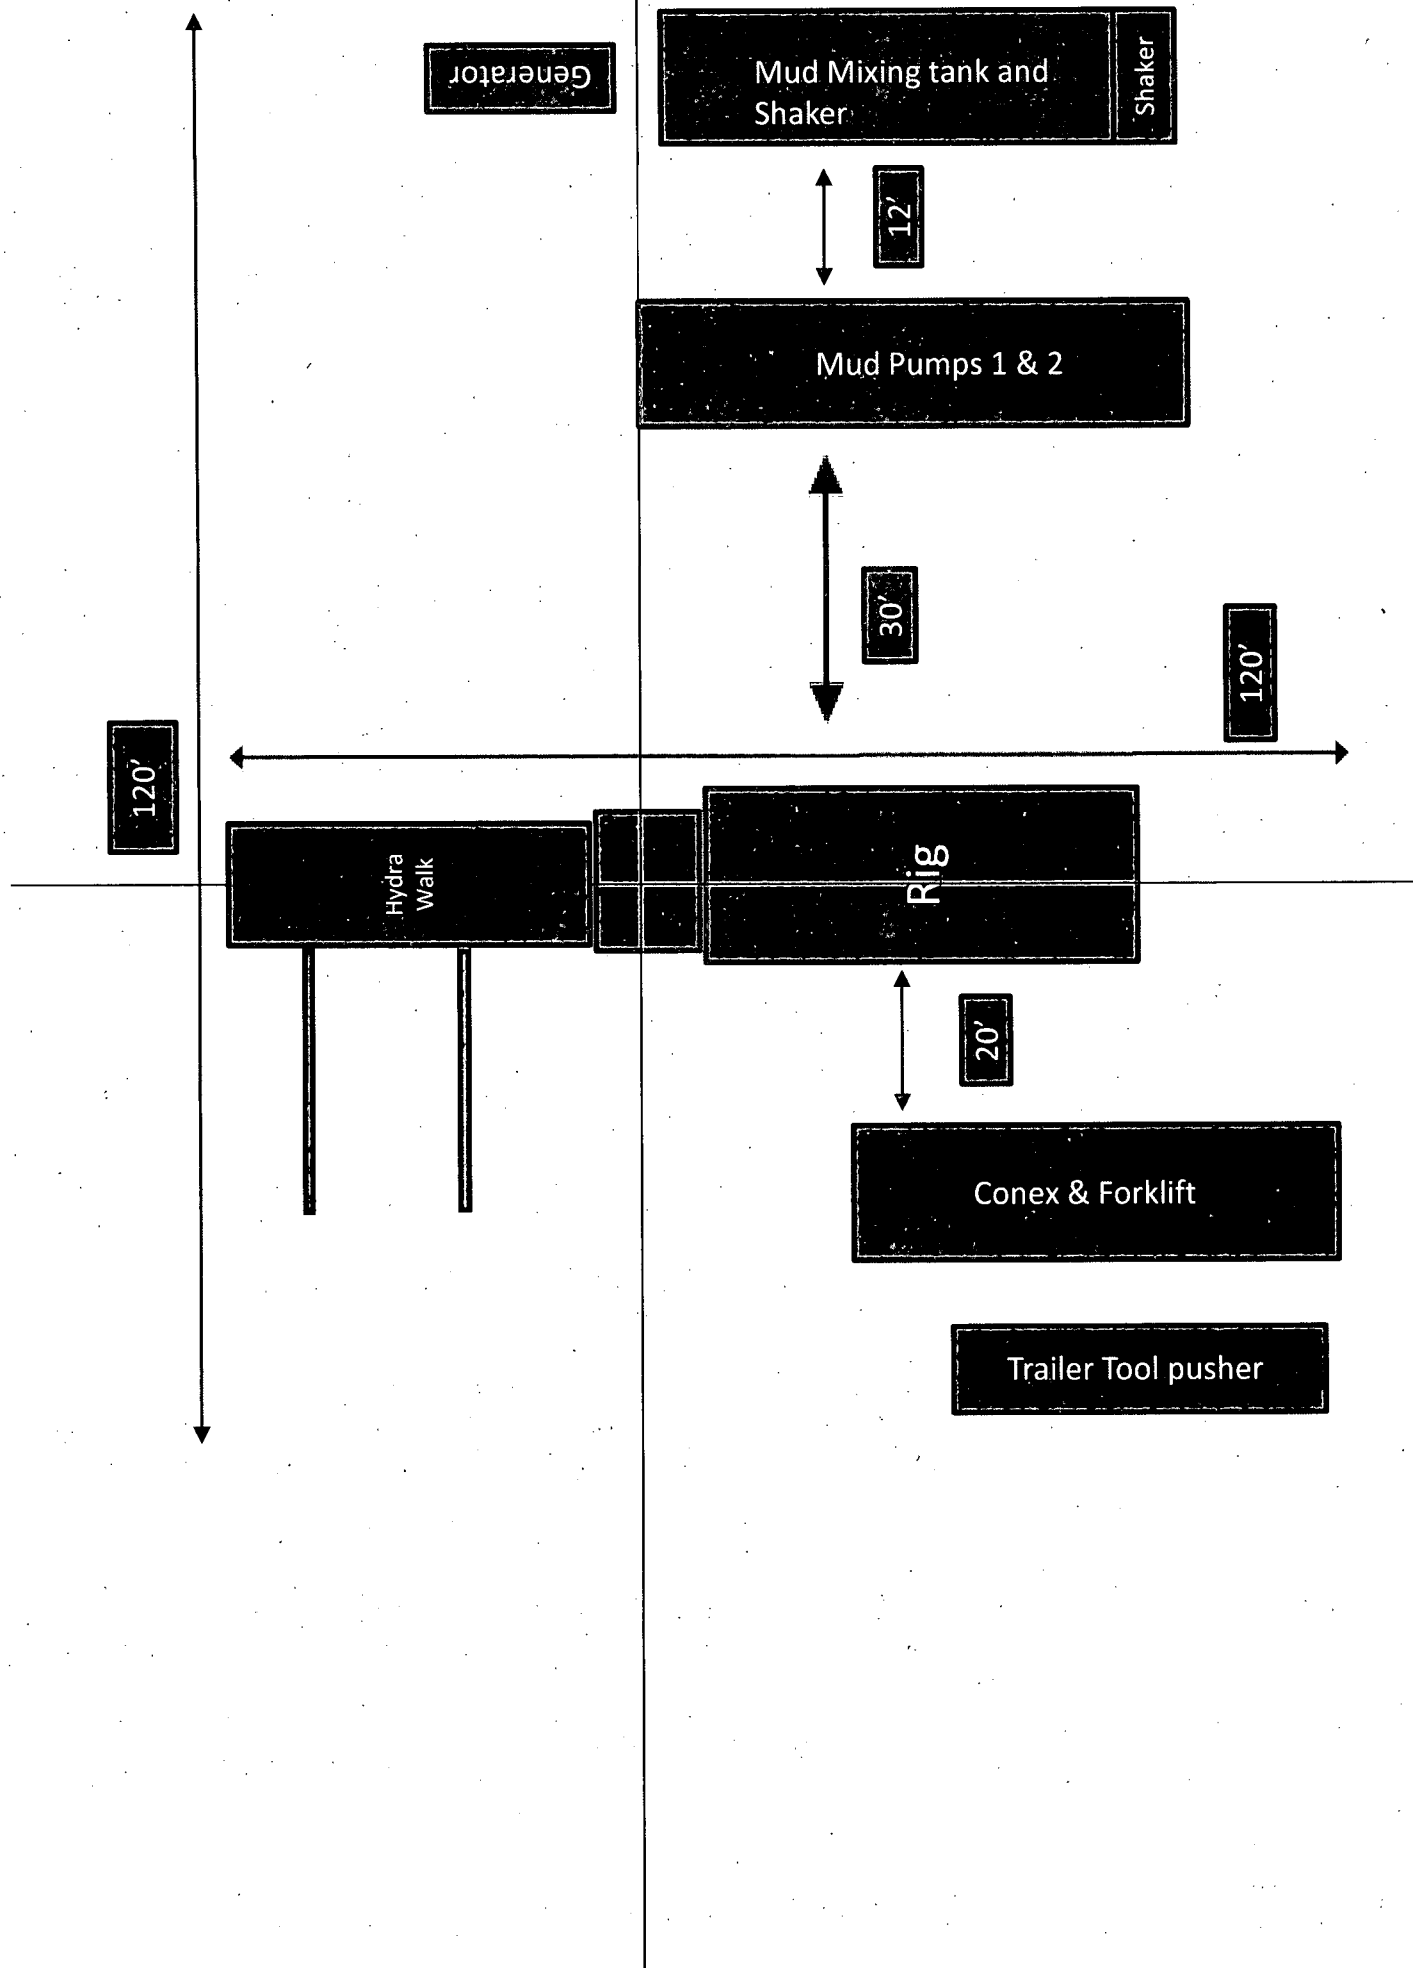 Generator
Mud Mixing tank and
Shaker
Shaker
12'
Mud Pumps 1 & 2
30'
120'
120'
Hydra
Walk
Rig
20'
Conex & Forklift
Trailer Tool pusher